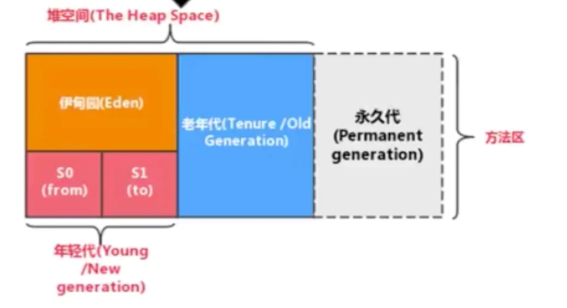 堆空间(The Heap Space)
伊甸园(Eden)
S0
(from)
S1
(to)
老年代(Tenure /Old
Generation)
永久代
(Permanent
generation)
方法区
年轻代(Young
/New
generation)